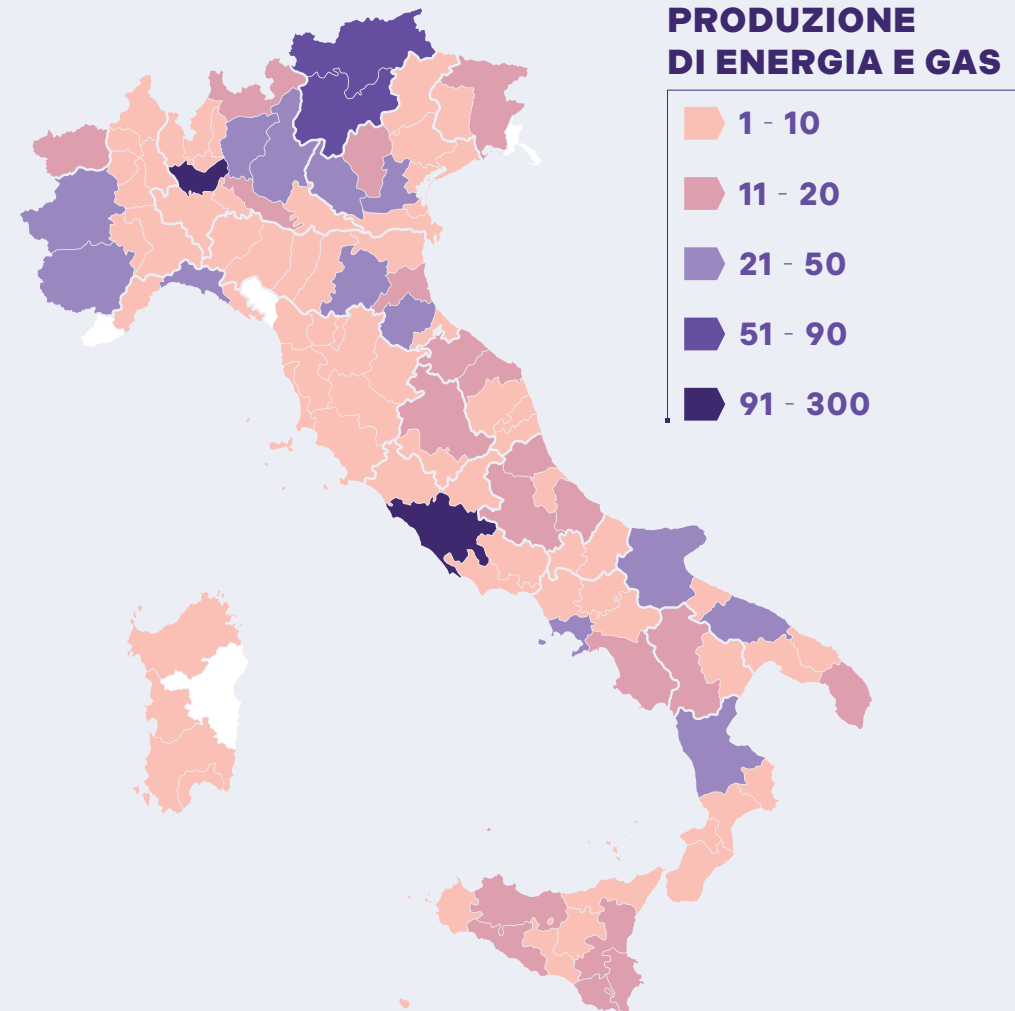 PRODUZIONE
DI ENERGIA E GAS
1 - 10
11 - 20
21 - 50
51 - 90
91 - 300